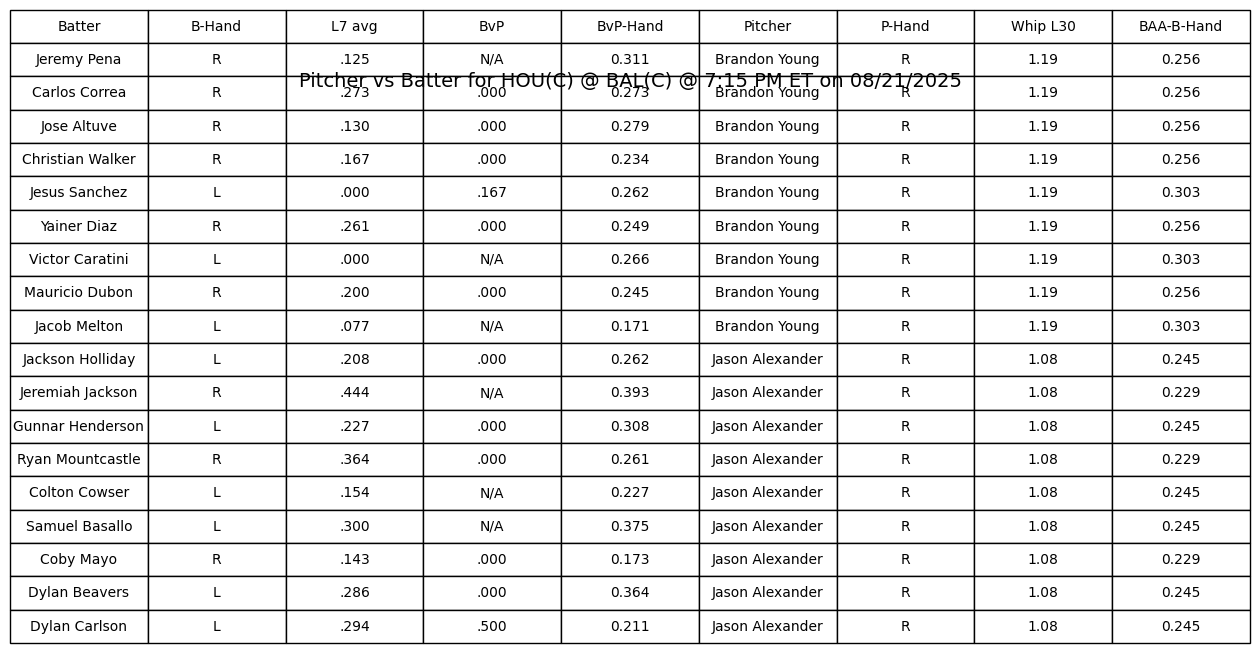 Batter B-Hand L7 avg BvP BvP-Hand Pitcher P-Hand Whip L30 BAA-B-Hand
Jeremy Pena R .125 N/A 0.311 Brandon Young R 1.19 0.256
Pitcher vs Batter for HOU(C) @ BAL(C) @ 7:15 PM ET on 08/21/2025
Carlos Correa R .273 .000 0.273 Brandon Young R 1.19 0.256
Jose Altuve R .130 .000 0.279 Brandon Young R 1.19 0.256
Christian Walker R .167 .000 0.234 Brandon Young R 1.19 0.256
Jesus Sanchez L .000 .167 0.262 Brandon Young R 1.19 0.303
Yainer Diaz R .261 .000 0.249 Brandon Young R 1.19 0.256
Victor Caratini L .000 N/A 0.266 Brandon Young R 1.19 0.303
Mauricio Dubon R .200 .000 0.245 Brandon Young R 1.19 0.256
Jacob Melton L .077 N/A 0.171 Brandon Young R 1.19 0.303
Jackson Holliday L .208 .000 0.262 Jason Alexander R 1.08 0.245
Jeremiah Jackson R .444 N/A 0.393 Jason Alexander R 1.08 0.229
Gunnar Henderson L .227 .000 0.308 Jason Alexander R 1.08 0.245
Ryan Mountcastle R .364 .000 0.261 Jason Alexander R 1.08 0.229
Colton Cowser L .154 N/A 0.227 Jason Alexander R 1.08 0.245
Samuel Basallo L .300 N/A 0.375 Jason Alexander R 1.08 0.245
Coby Mayo R .143 .000 0.173 Jason Alexander R 1.08 0.229
Dylan Beavers L .286 .000 0.364 Jason Alexander R 1.08 0.245
Dylan Carlson L .294 .500 0.211 Jason Alexander R 1.08 0.245